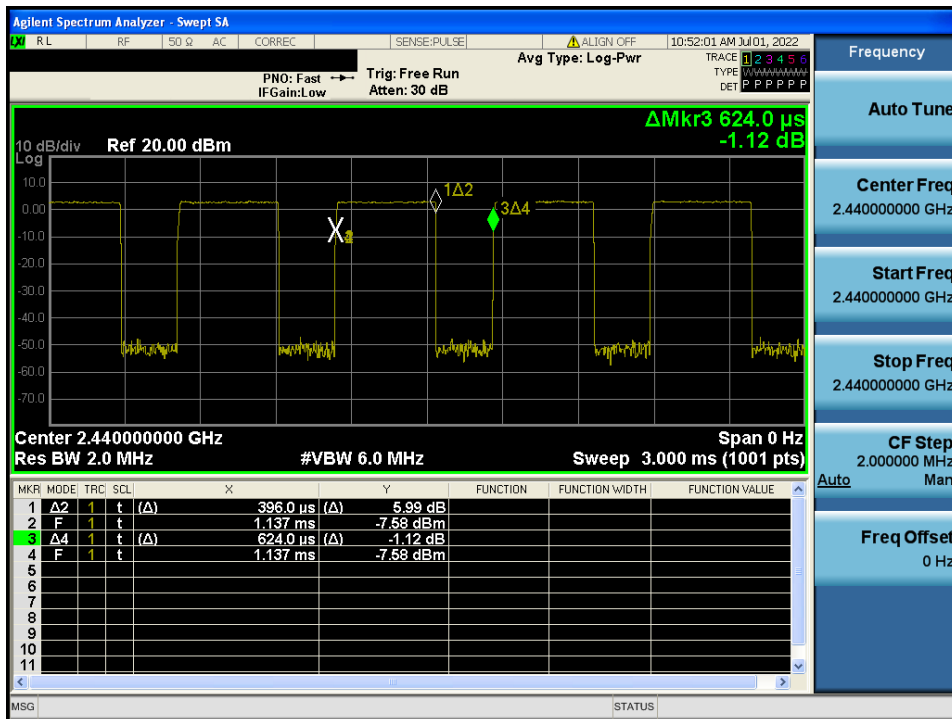 Agilent Spectrum Analyzer - Swept SA
LXI RL RF 50 Ω AC CORREC SENSE:PULSE ALIGN OFF 10:52:01 AM Jul 01, 2022
Avg Type: Log-Pwr
TRACE 1 2 3 4 5 6
TYPE WWWWWW
DET P P P P P P
PNO: Fast
IFGain:Low
Trig: Free Run
Atten: 30 dB
ΔMkr3 624.0 µs
-1.12 dB
10 dB/div Ref 20.00 dBm
Log
10.0
0.00
-10.0
-20.0
-30.0
-40.0
-50.0
-60.0
-70.0
1Δ2
3Δ4
Center 2.440000000 GHz Span 0 Hz
Res BW 2.0 MHz #VBW 6.0 MHz Sweep 3.000 ms (1001 pts)
MKR MODE TRC SCL X Y FUNCTION FUNCTION WIDTH FUNCTION VALUE
1 Δ2 1 t (Δ) 396.0 µs (Δ) 5.99 dB
2 F 1 t 1.137 ms -7.58 dBm
3 Δ4 1 t (Δ) 624.0 µs (Δ) -1.12 dB
4 F 1 t 1.137 ms -7.58 dBm
5
6
7
8
9
10
11
MSG STATUS
Frequency
Auto Tune
Center Freq
2.440000000 GHz
Start Freq
2.440000000 GHz
Stop Freq
2.440000000 GHz
CF Step
2.000000 MHz
Auto Man
Freq Offset
0 Hz